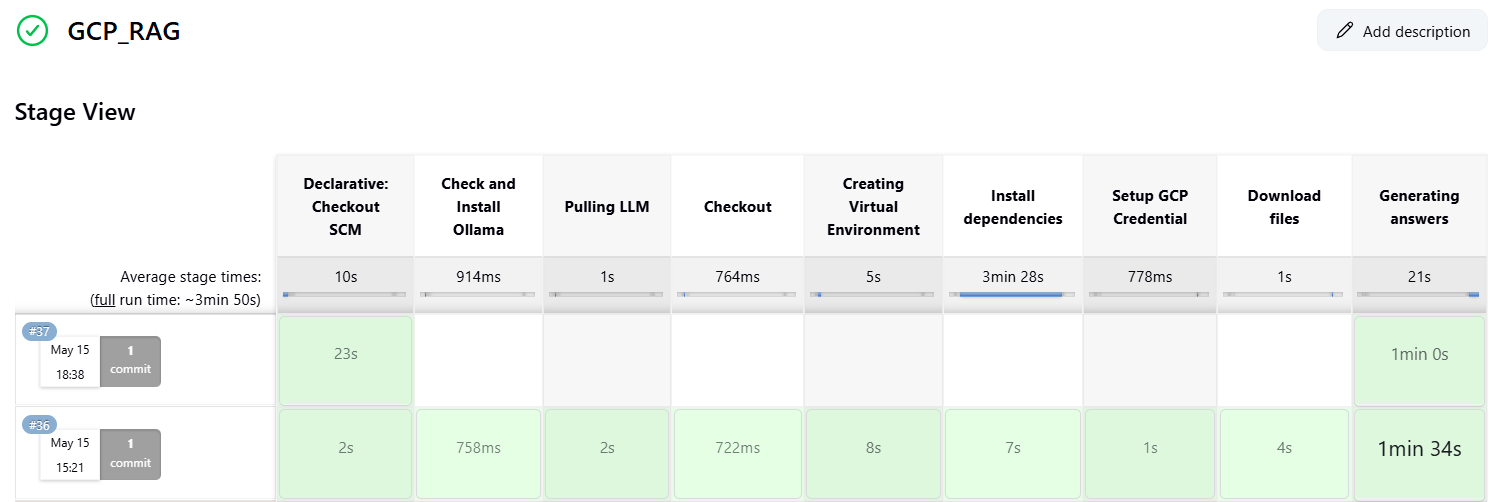 GCP_RAG
Add description
Stage View
Declarative:
Checkout
SCM
Check and
Install
Ollama
Pulling LLM
Checkout
Creating
Virtual
Environment
Install
dependencies
Setup GCP
Credential
Download
files
Generating
answers
Average stage times:
(full run time: ~3min 50s)
10s
914ms
1s
764ms
5s
3min 28s
778ms
1s
21s
#37
May 15
18:38
1
commit
23s
1min 0s
#36
May 15
15:21
1
commit
2s
758ms
2s
722ms
8s
7s
1s
4s
1min 34s